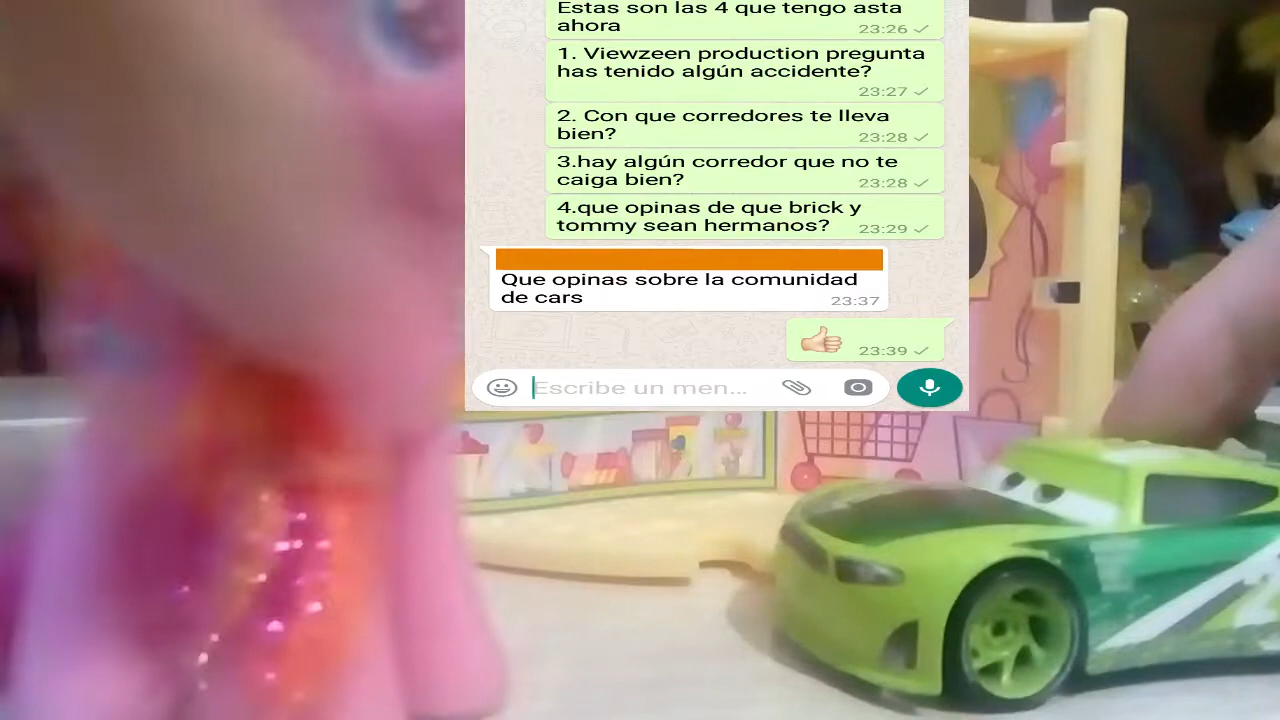 Estas son las 4 que tengo asta
ahora
23:26
1. Viewzeen production pregunta
has tenido algún accidente?
23:27
2. Con que corredores te lleva
bien?
23:28
3.hay algún corredor que no te
caiga bien?
23:28
4.que opinas de que brick y
tommy sean hermanos?
23:29
Que opinas sobre la comunidad
de cars
23:37
23:39
Escribe un men...